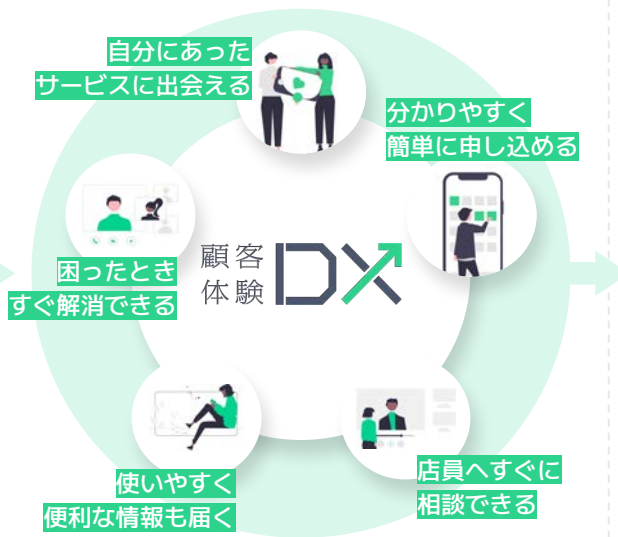 自分にあった
サービスに出会える
分かりやすく
簡単に申し込める
困ったとき
すぐ解消できる
顧客
体験
DX
使いやすく
便利な情報も届く
店員へすぐに
相談できる